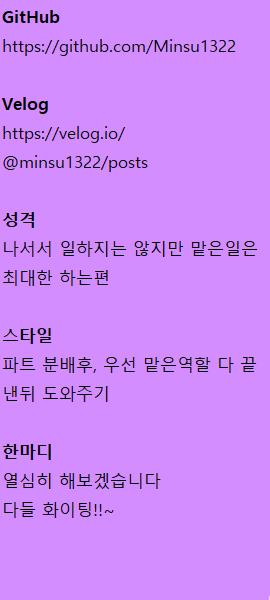 GitHub
https://github.com/Minsu1322
Velog
https://velog.io/
@minsu1322/posts
성격
나서서 일하지는 않지만 맡은일은
최대한 하는편
스타일
파트 분배후, 우선 맡은역할 다 끝
낸뒤 도와주기
한마디
열심히 해보겠습니다
다들 화이팅!!~